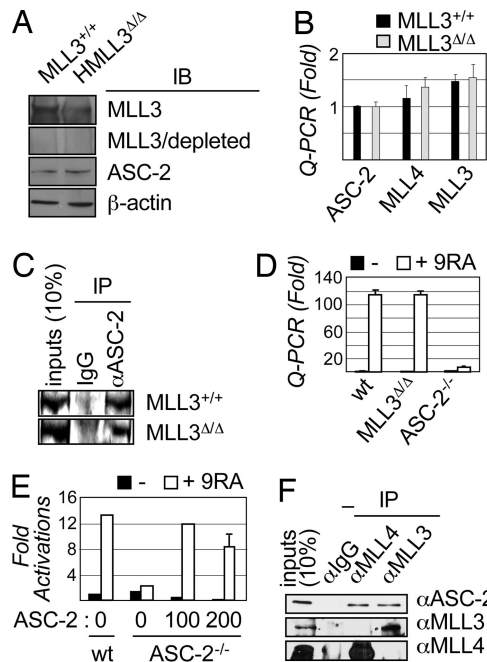 A
MLL3+/+
HMLL3Δ/Δ
IB
MLL3
MLL3/depleted
ASC-2
β-actin
B
MLL3+/+
MLL3Δ/Δ
Q-PCR (Fold)
1
ASC-2
MLL4
MLL3
C
inputs (10%)
IP
IgG
αASC-2
MLL3+/+
MLL3Δ/Δ
D
- + 9RA
Q-PCR (Fold)
120
100
80
60
40
20
wt
MLL3Δ/Δ
ASC-2-/-
E
- + 9RA
Fold
Activations
16
12
8
4
ASC-2 : 0 0 100 200
wt ASC-2-/-
F
– IP
inputs
(10%)
αIgG
αMLL4
αMLL3
αASC-2
αMLL3
αMLL4